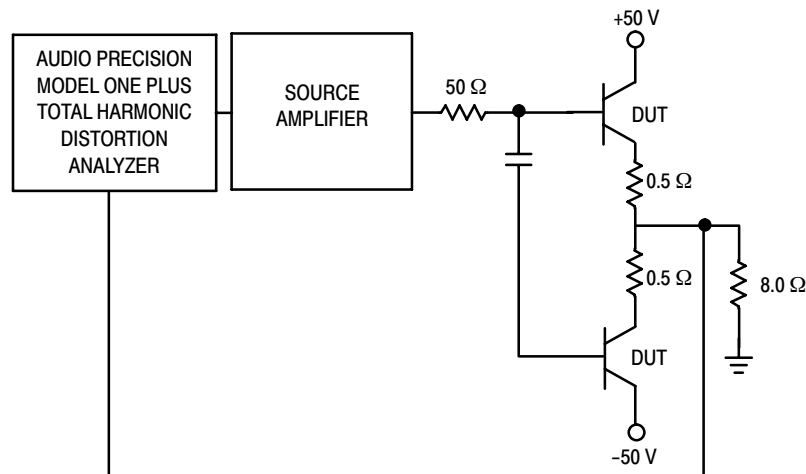 AUDIO PRECISION
MODEL ONE PLUS
TOTAL HARMONIC
DISTORTION
ANALYZER
SOURCE
AMPLIFIER
50 Ω
+50 V
DUT
0.5 Ω
0.5 Ω
8.0 Ω
DUT
–50 V